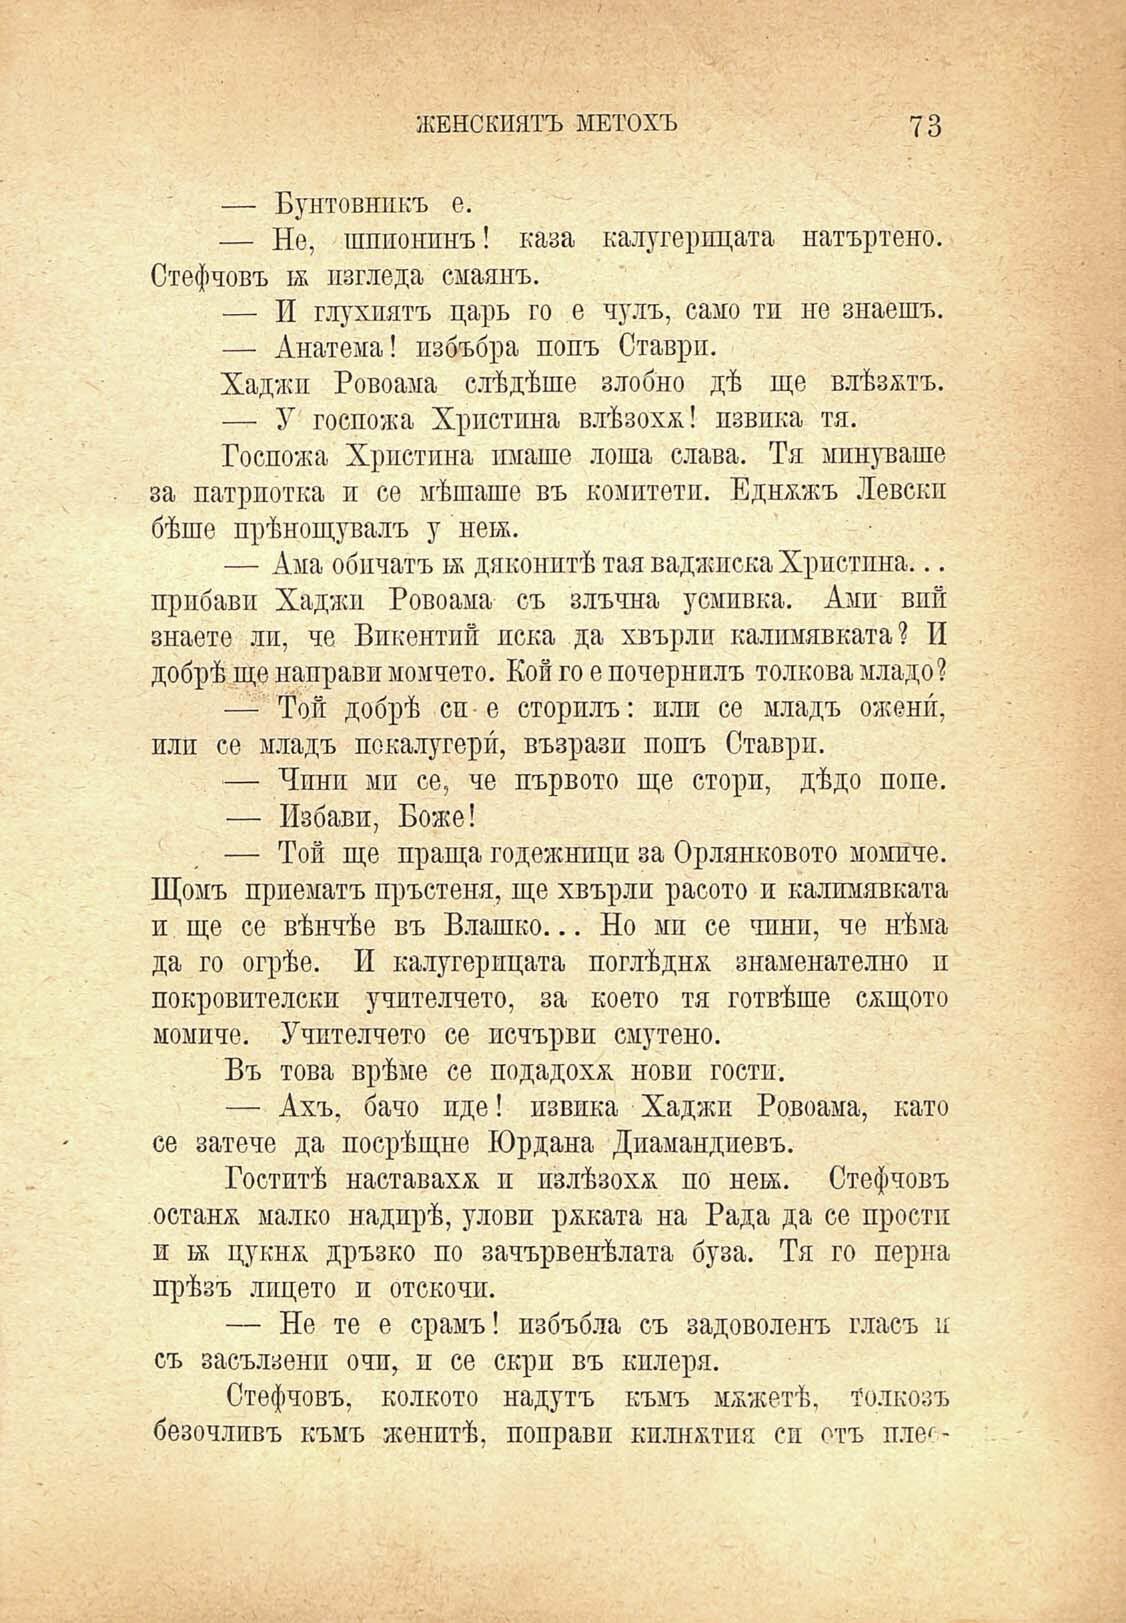 ЖЕНСКИЯТЪ МЕТОХЪ 73
— Бунтовникъ е.
— Не, шпионинъ! каза калугерицата натъртено.
Стефчовъ ѭ изгледа смаянъ.
— И глухиятъ царь го е чулъ, само ти не знаешъ.
— Анатема! избъбра попъ Ставри.
Хаджи Ровоама слѣдѣше злобно дѣ ще влѣзѫтъ.
— У госпожа Христина влѣзохѫ! извика тя.
Госпожа Христина имаше лоша слава. Тя минуваше
за патриотка и се мѣшаше въ комитети. Еднѫжъ Левски
бѣше прѣнощувалъ у неѭ.
— Ама обичатъ ѭ дяконитѣ тая ваджиска Христина...
прибави Хаджи Ровоама съ злъчна усмивка. Ами вий
знаете ли, че Викентий иска да хвърли калимявката? И
добрѣ ще направи момчето. Кой го е почернилъ толкова младо?
— Той добрѣ си е сторилъ: или се младъ ожени́,
или се младъ покалугери́, възрази попъ Ставри.
— Чини ми се, че първото ще стори, дѣдо попе.
— Избави, Боже!
— Той ще праща годежници за Орлянковото момиче.
Щомъ приематъ пръстеня, ще хвърли расото и калимявката
и ще се вѣнчѣе въ Влашко... Но ми се чини, че нѣма
да го огрѣе. И калугерицата поглѣднѫ знаменателно и
покровителски учителчето, за което тя готвѣше сѫщото
момиче. Учителчето се исчърви смутено.
Въ това врѣме се подадохѫ нови гости.
— Ахъ, бачо иде! извика Хаджи Ровоама, като
се затече да посрѣщне Юрдана Диамандиевъ.
Гоститѣ наставахѫ и излѣзохѫ по неѭ. Стефчовъ
останѫ малко надирѣ, улови рѫката на Рада да се прости
и ѭ цукнѫ дръзко по зачървенѣлата буза. Тя го перна
прѣзъ лицето и отскочи.
— Не те е срамъ! избъбла съ задоволенъ гласъ и
съ засълзени очи, и се скри въ килеря.
Стефчовъ, колкото надутъ къмъ мѫжетѣ, толкозъ
безочливъ къмъ женитѣ, поправи килнѫтия си отъ плес-